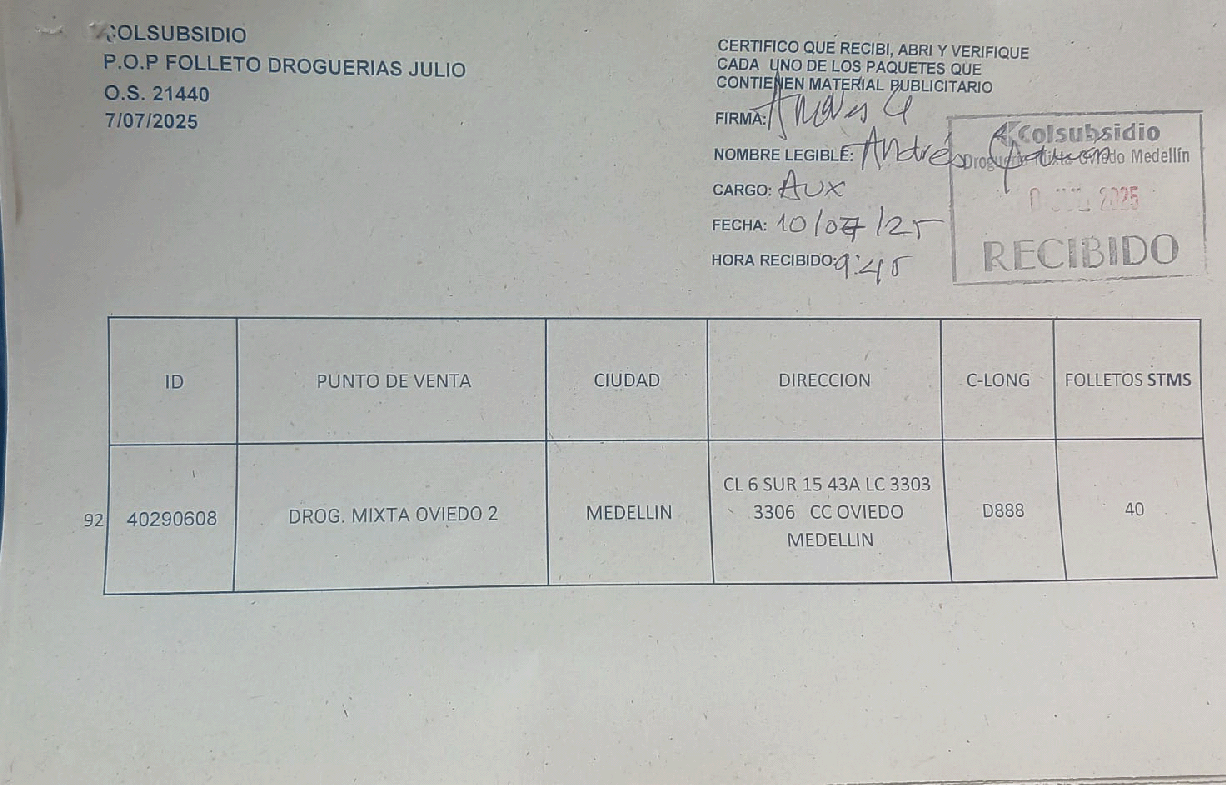 COLSUBSIDIO
P.O.P FOLLETO DROGUERIAS JULIO
O.S. 21440
7/07/2025
CERTIFICO QUE RECIBI, ABRI Y VERIFIQUE
CADA UNO DE LOS PAQUETES QUE
CONTIENEN MATERIAL PUBLICITARIO
FIRMA:
NOMBRE LEGIBLE: Andrés
CARGO: Aux
FECHA: 10/07/25
HORA RECIBIDO: 9:45
Colsubsidio
Medellín
2025
RECIBIDO
ID PUNTO DE VENTA CIUDAD DIRECCION C-LONG FOLLETOS STMS
92 40290608 DROG. MIXTA OVIEDO 2 MEDELLIN CL 6 SUR 15 43A LC 3303 D888 40
3306 CC OVIEDO
MEDELLIN